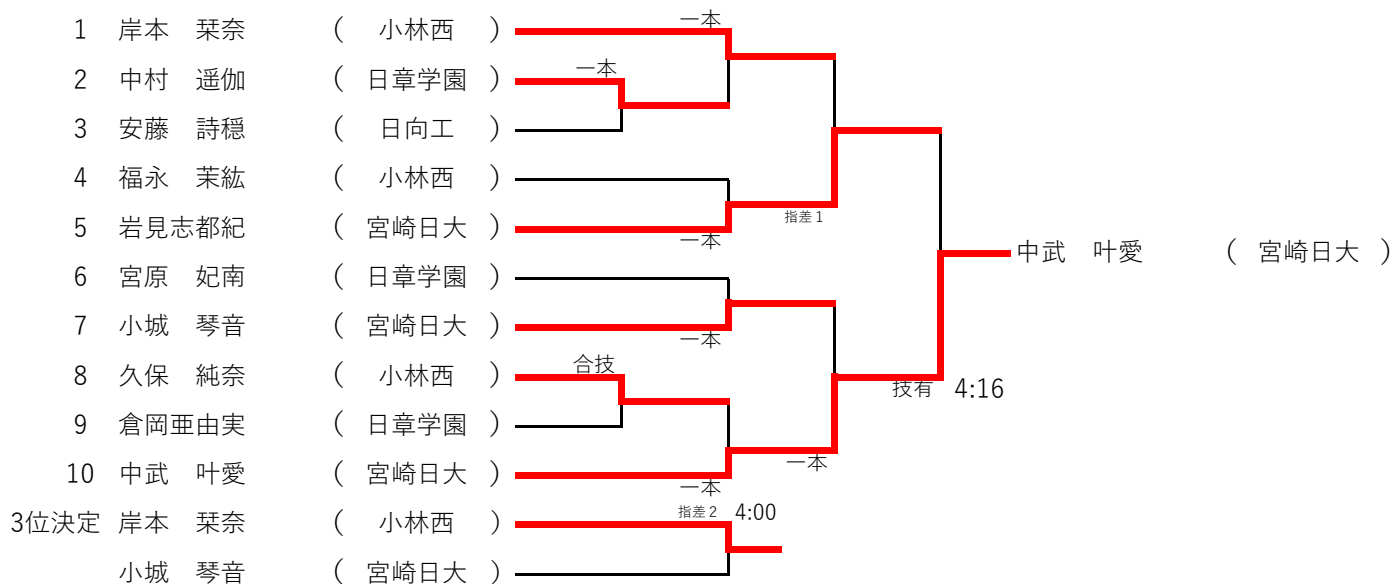 一本
1 岸本 栞奈 ( 小林西 )
2 中村 遥伽 ( 日章学園 )
一本
3 安藤 詩穏 ( 日向工 )
4 福永 茉紘 ( 小林西 )
指差1
5 岩見志都紀 ( 宮崎日大 )
一本
中武 叶愛 ( 宮崎日大 )
6 宮原 妃南 ( 日章学園 )
7 小城 琴音 ( 宮崎日大 )
一本
合技
8 久保 純奈 ( 小林西 )
技有 4:16
9 倉岡亜由実 ( 日章学園 )
一本
10 中武 叶愛 ( 宮崎日大 )
一本
指差2 4:00
3位決定 岸本 栞奈 ( 小林西 )
小城 琴音 ( 宮崎日大 )